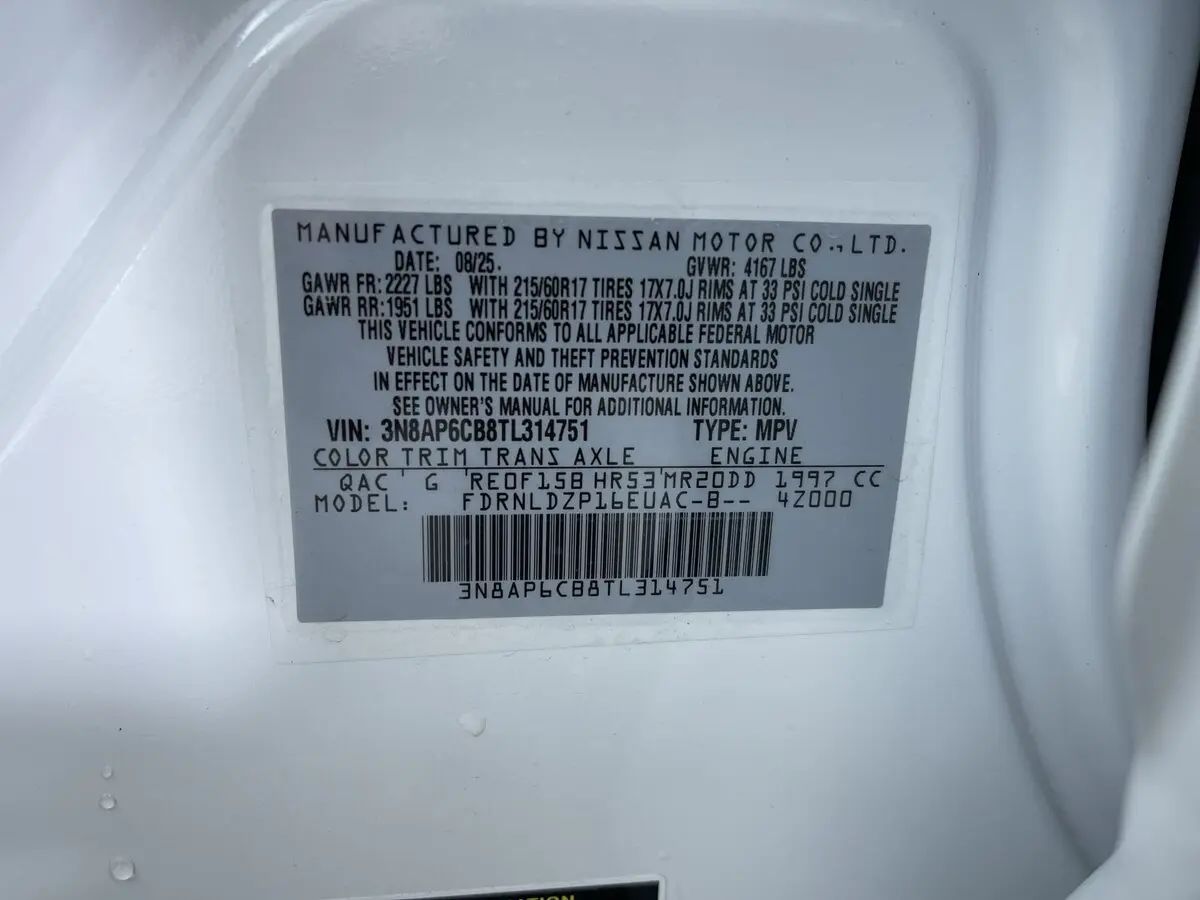 MANUFACTURED BY NISSAN MOTOR CO., LTD.
DATE: 08/25. GVWR: 4167 LBS
GAWR FR: 2227 LBS WITH 215/60R17 TIRES 17X7.0J RIMS AT 33 PSI COLD SINGLE
GAWR RR: 1951 LBS WITH 215/60R17 TIRES 17X7.0J RIMS AT 33 PSI COLD SINGLE
THIS VEHICLE CONFORMS TO ALL APPLICABLE FEDERAL MOTOR
VEHICLE SAFETY AND THEFT PREVENTION STANDARDS
IN EFFECT ON THE DATE OF MANUFACTURE SHOWN ABOVE.
SEE OWNER'S MANUAL FOR ADDITIONAL INFORMATION.
VIN: 3N8AP6CB8TL314751 TYPE: MPV
COLOR TRIM TRANS AXLE ENGINE
QAC ' G 'RE0F15B HR53'MR20DD 1997 CC
MODEL: FDRNLDZP16EUAC-B-- 4Z000
3N8AP6CB8TL314751